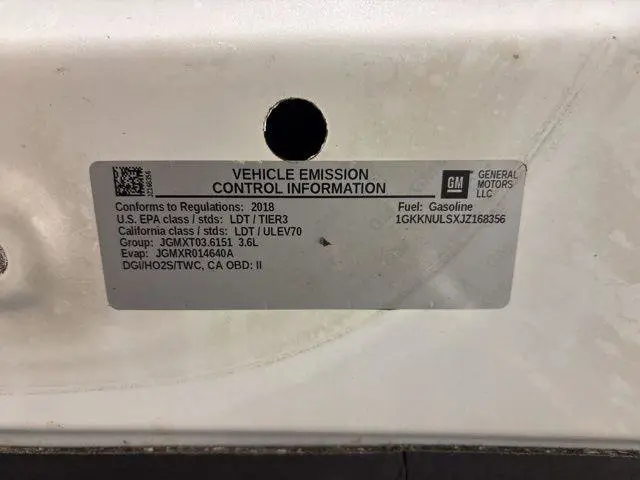 VEHICLE EMISSION
CONTROL INFORMATION
GM
GENERAL
MOTORS
LLC
Conforms to Regulations: 2018
Fuel: Gasoline
U.S. EPA class / stds: LDT / TIER3
1GKKNULSXJZ168356
California class / stds: LDT / ULEV70
Group: JGMXT03.6151 3.6L
Evap: JGMXR014640A
DGI/HO2S/TWC, CA OBD: II